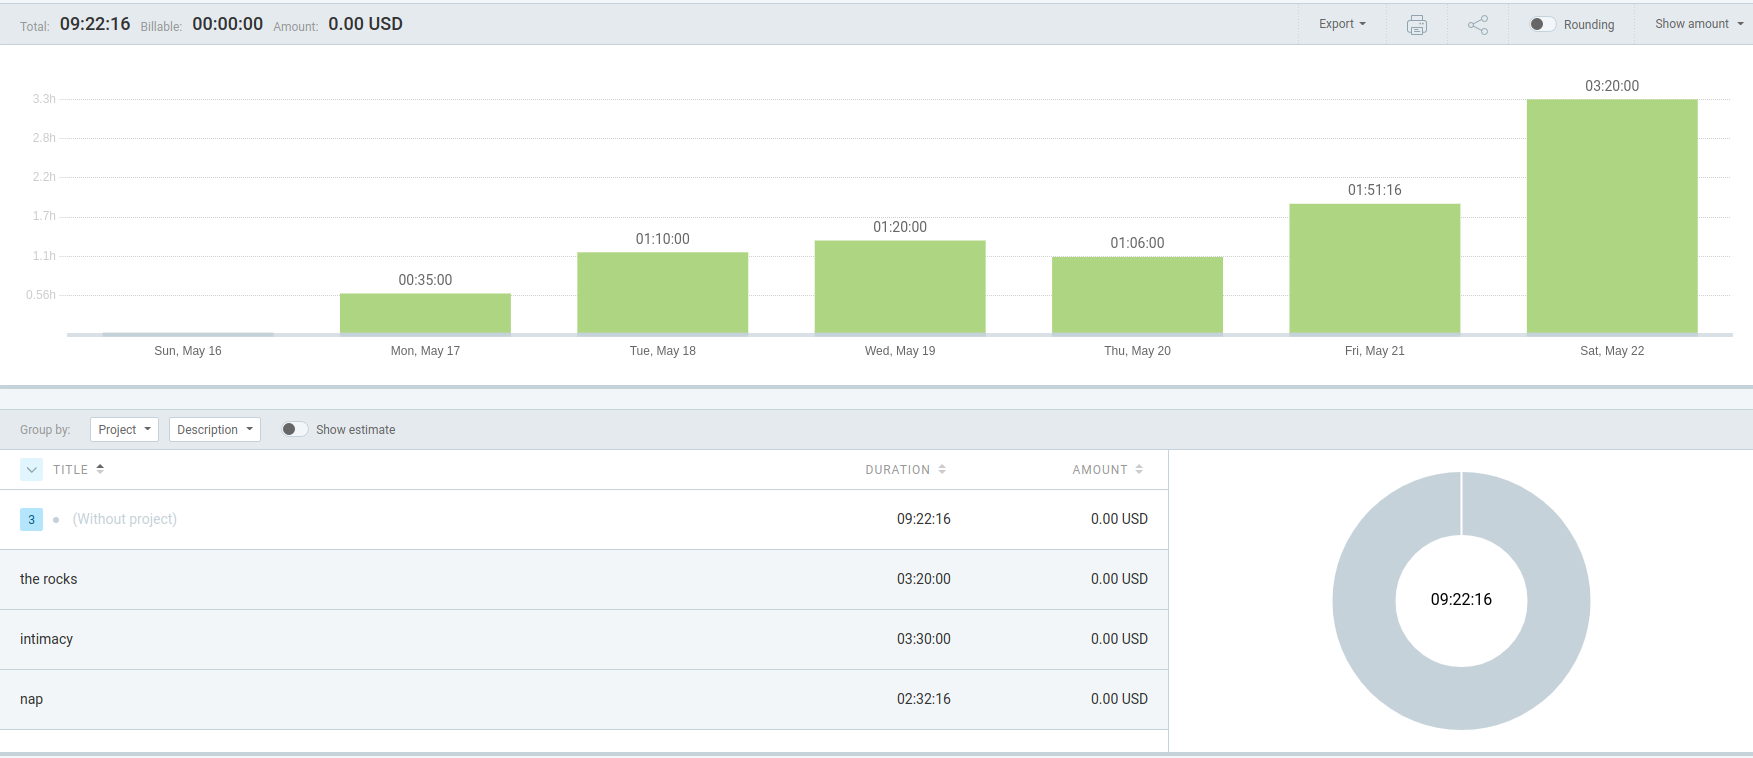 Total: 09:22:16 Billable: 00:00:00 Amount: 0.00 USD Export Rounding Show amount
03:20:00
3.3h
2.8h
2.2h
01:51:16
1.7h
01:20:00
01:10:00
01:06:00
1.1h
00:35:00
0.56h
Sun, May 16 Mon, May 17 Tue, May 18 Wed, May 19 Thu, May 20 Fri, May 21 Sat, May 22
Group by: Project Description Show estimate
TITLE DURATION AMOUNT
3 (Without project) 09:22:16 0.00 USD
the rocks 03:20:00 0.00 USD
09:22:16
intimacy 03:30:00 0.00 USD
nap 02:32:16 0.00 USD